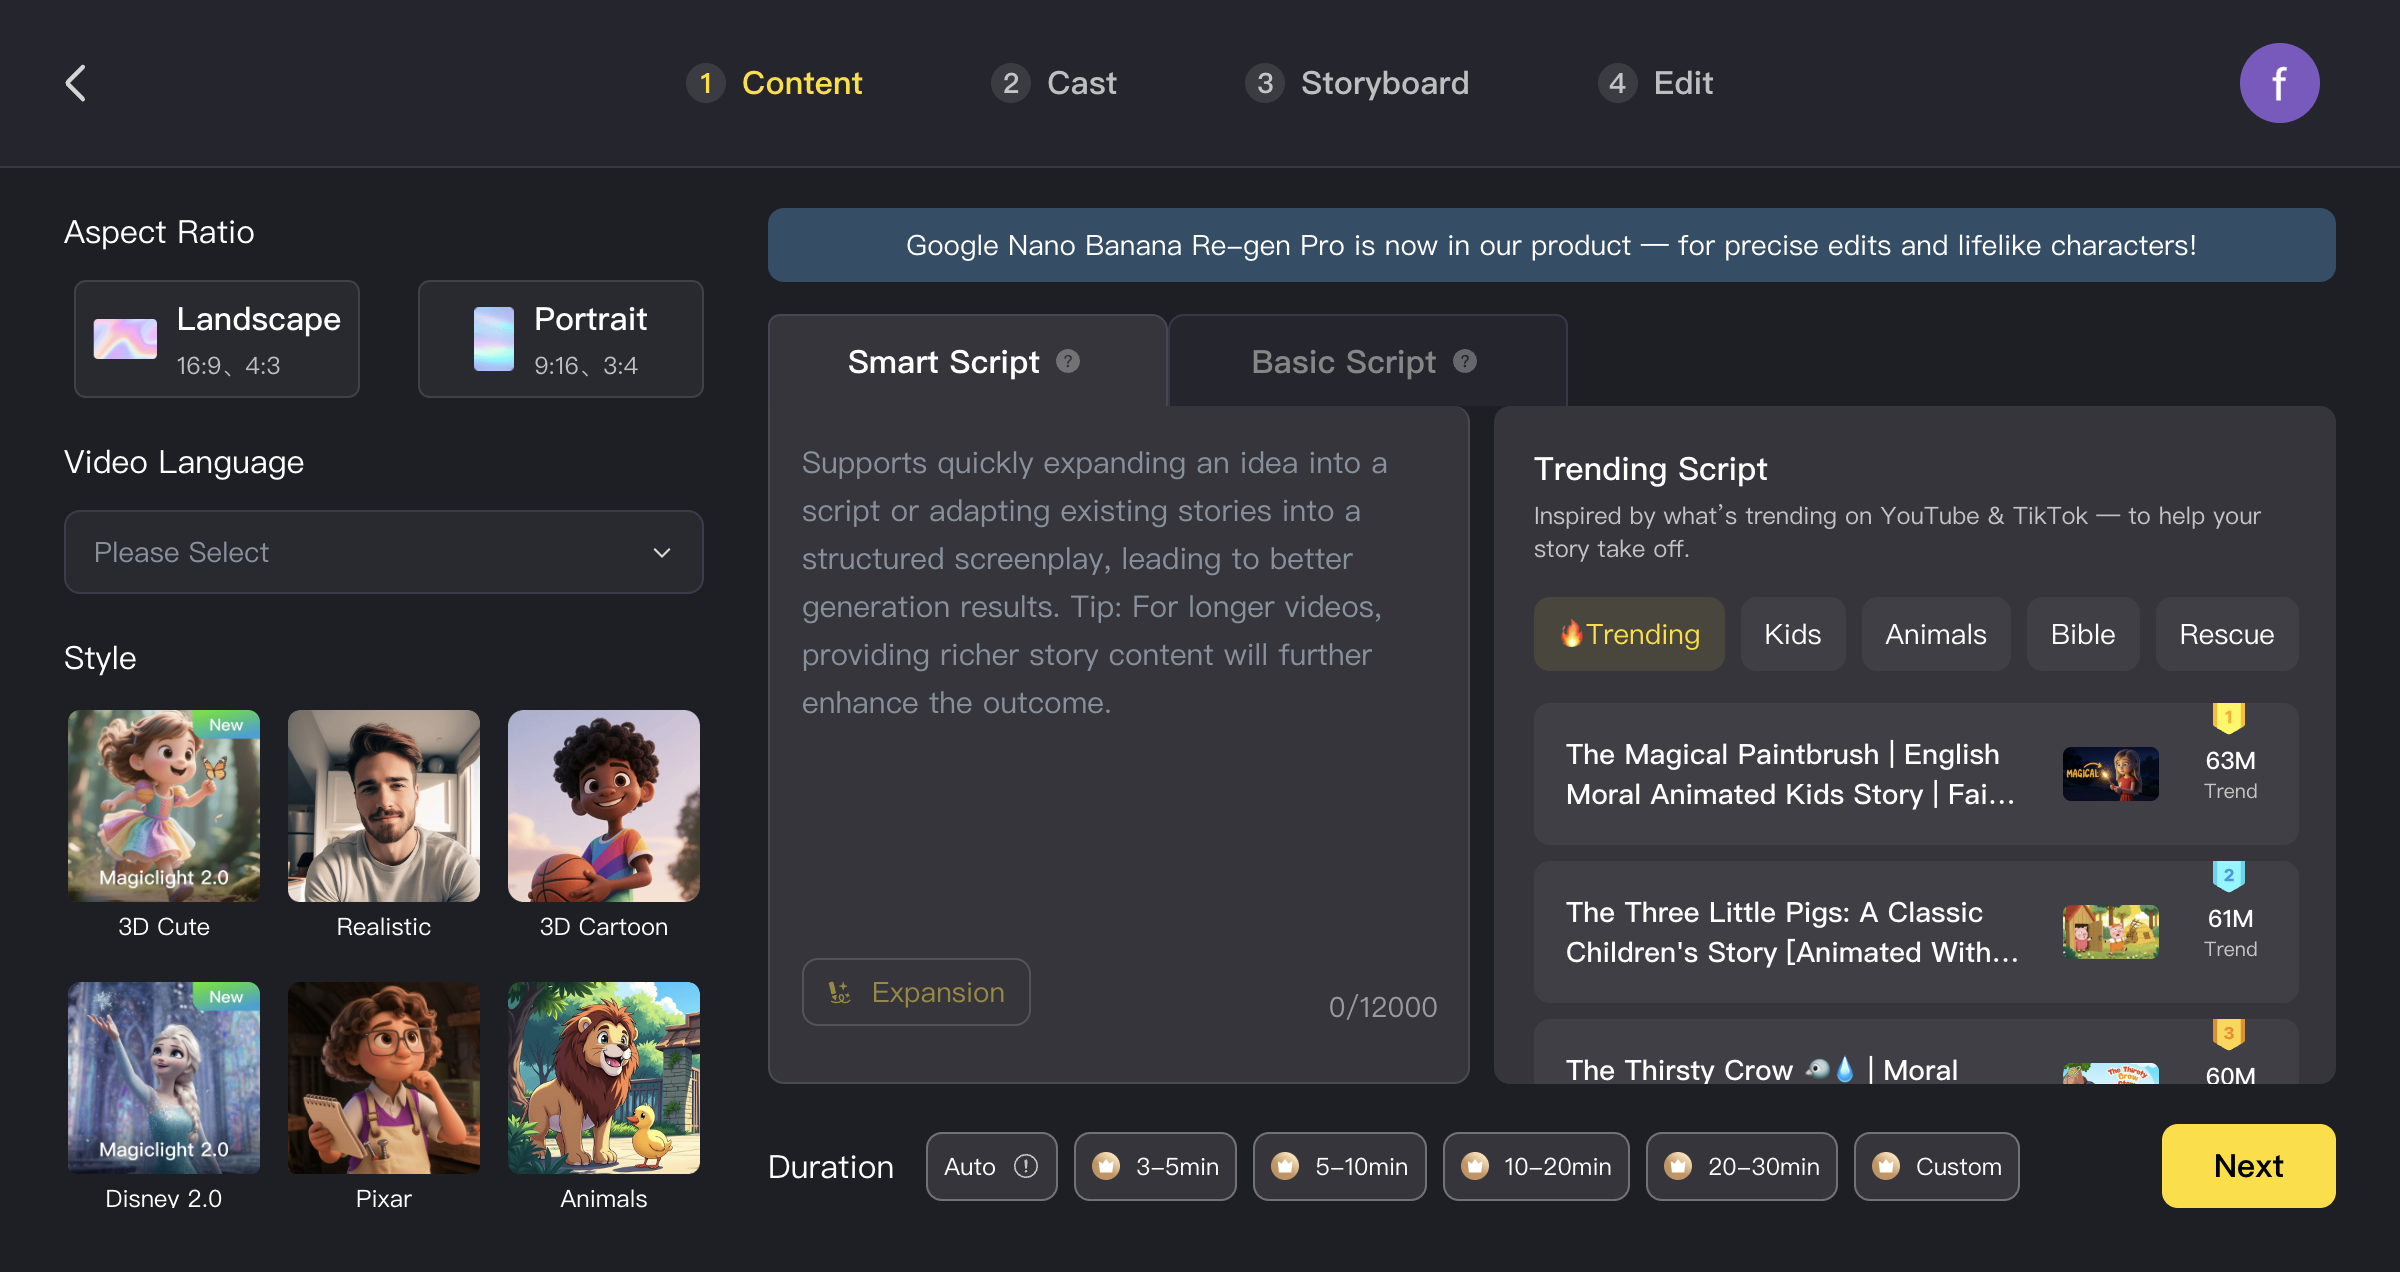 1 Content
2 Cast
3 Storyboard
4 Edit
f
Aspect Ratio
Landscape
16:9、4:3
Portrait
9:16、3:4
Video Language
Please Select
Style
New
Magiclight 2.0
3D Cute
Realistic
3D Cartoon
New
Magiclight 2.0
Disney 2.0
Pixar
Animals
Google Nano Banana Re-gen Pro is now in our product — for precise edits and lifelike characters!
Smart Script ?
Basic Script ?
Supports quickly expanding an idea into a
script or adapting existing stories into a
structured screenplay, leading to better
generation results. Tip: For longer videos,
providing richer story content will further
enhance the outcome.
Expansion
0/12000
Trending Script
Inspired by what's trending on YouTube & TikTok — to help your
story take off.
🔥Trending
Kids
Animals
Bible
Rescue
The Magical Paintbrush | English
Moral Animated Kids Story | Fai...
MAGICAL
1
63M
Trend
The Three Little Pigs: A Classic
Children's Story [Animated With...
2
61M
Trend
The Thirsty Crow 🐦💧 | Moral
The Thirsty
Crow
3
60M
Duration
Auto
3-5min
5-10min
10-20min
20-30min
Custom
Next